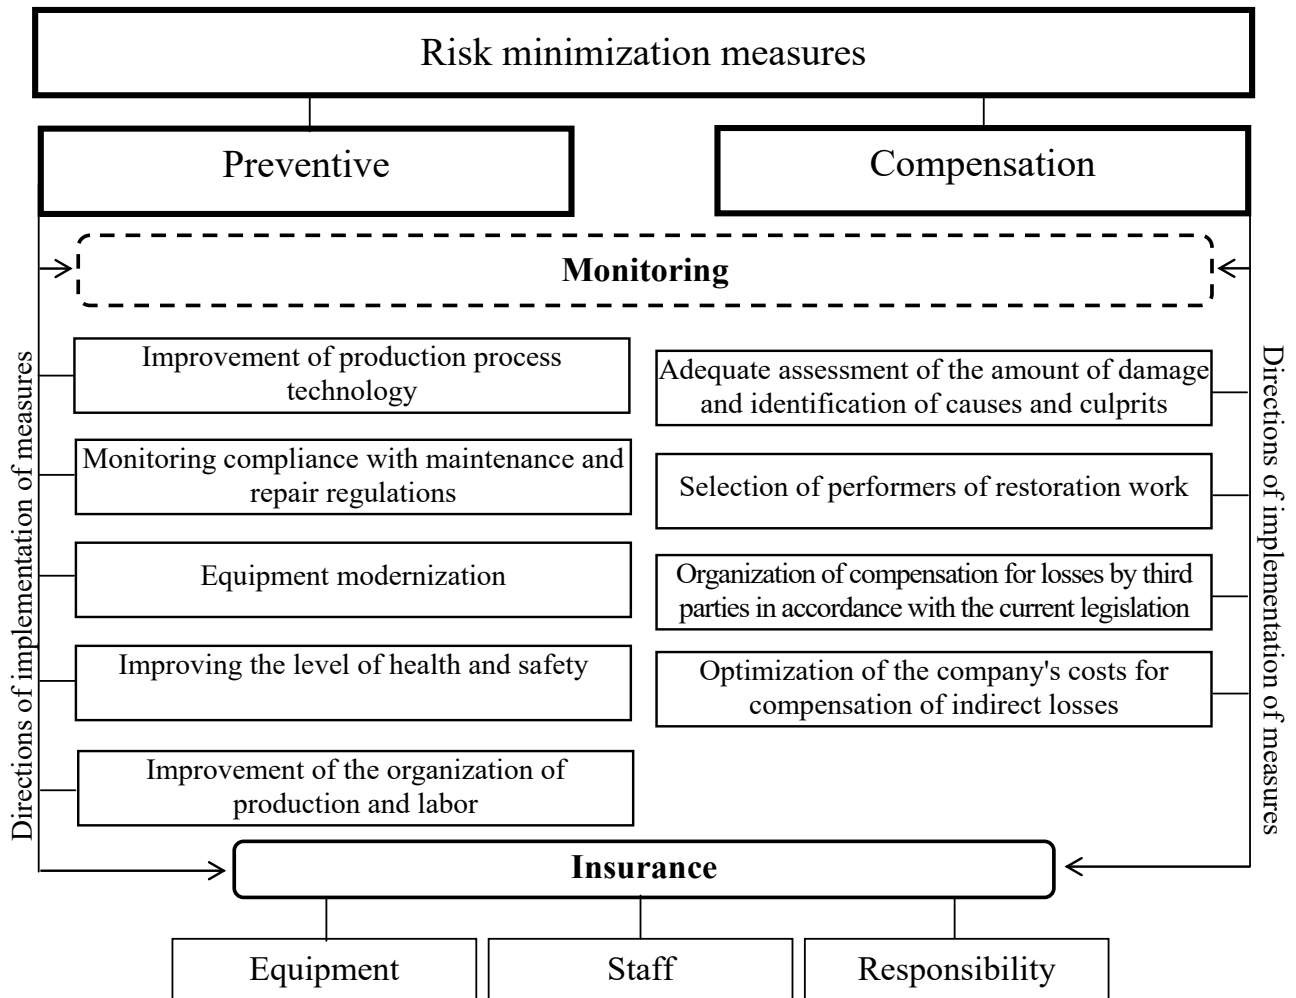 Risk minimization measures
Preventive
Compensation
Monitoring
Directions of implementation of measures
Improvement of production process
technology
Monitoring compliance with maintenance and
repair regulations
Equipment modernization
Improving the level of health and safety
Improvement of the organization of
production and labor
Adequate assessment of the amount of damage
and identification of causes and culprits
Selection of performers of restoration work
Organization of compensation for losses by third
parties in accordance with the current legislation
Optimization of the company's costs for
compensation of indirect losses
Directions of implementation of measures
Insurance
Equipment
Staff
Responsibility